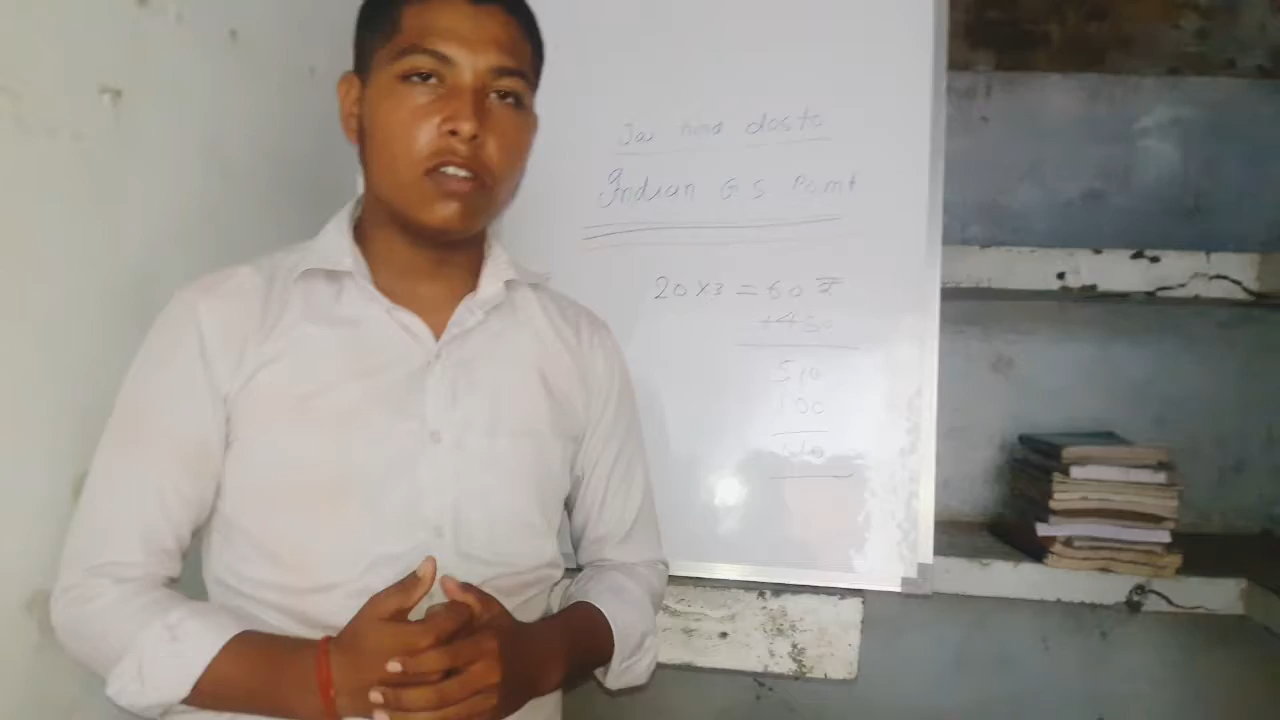 Jai hind dosto
Indian G S Point
20 x 3 = 60 ₹
+450
510
100